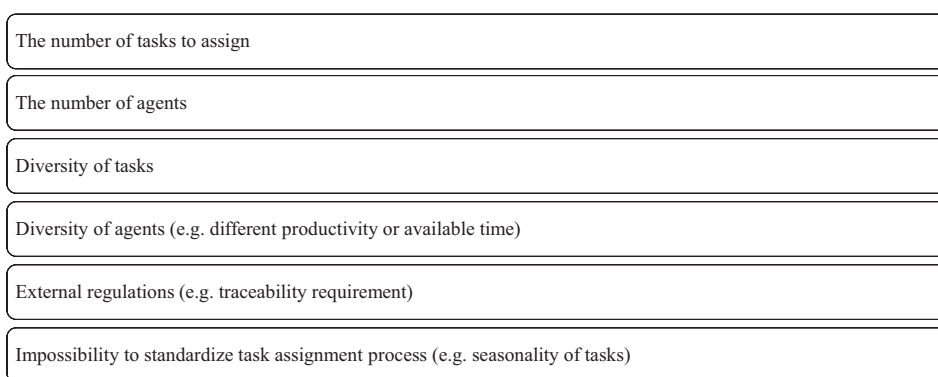 The number of tasks to assign
The number of agents
Diversity of tasks
Diversity of agents (e.g. different productivity or available time)
External regulations (e.g. traceability requirement)
Impossibility to standardize task assignment process (e.g. seasonality of tasks)